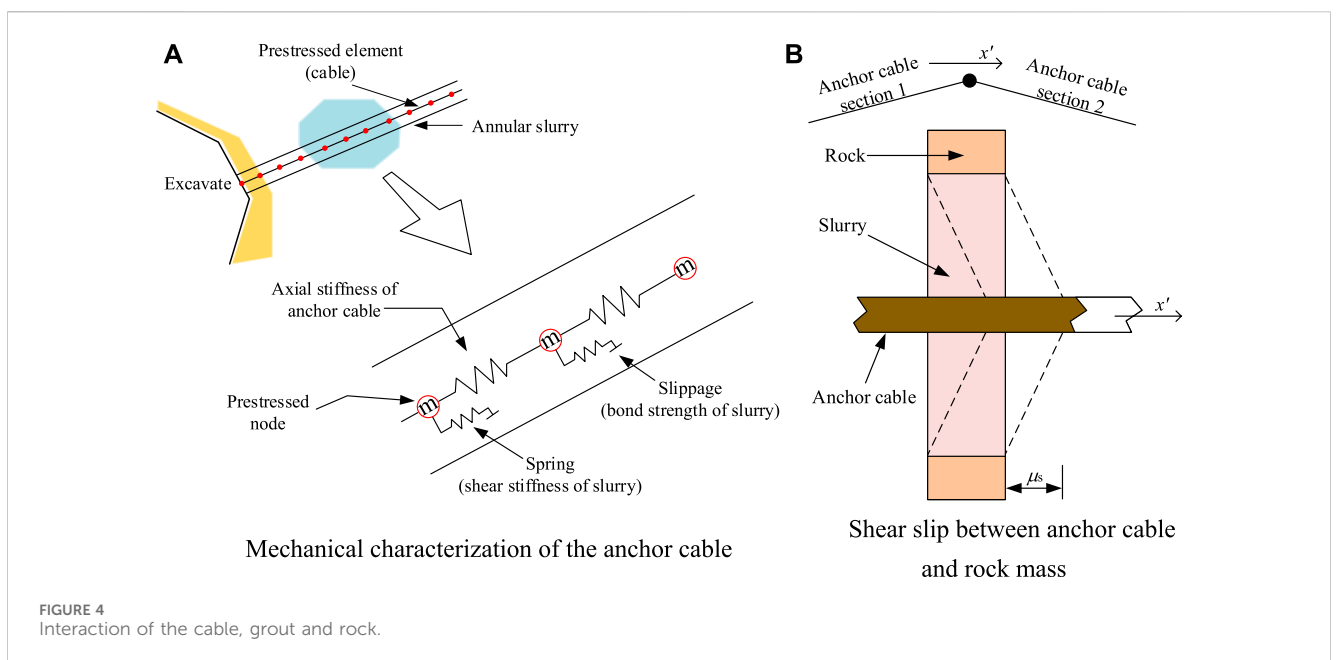 A
Prestressed element
(cable)
Annular slurry
Excavate
Axial stiffness of
anchor cable
m
m
m
Prestressed
node
Slippage
(bond strength of slurry)
Spring
(shear stiffness of slurry)
Mechanical characterization of the anchor cable
B
x'
Anchor cable
section 1
Anchor cable
section 2
Rock
Slurry
x'
Anchor cable
μs
Shear slip between anchor cable
and rock mass
FIGURE 4
Interaction of the cable, grout and rock.